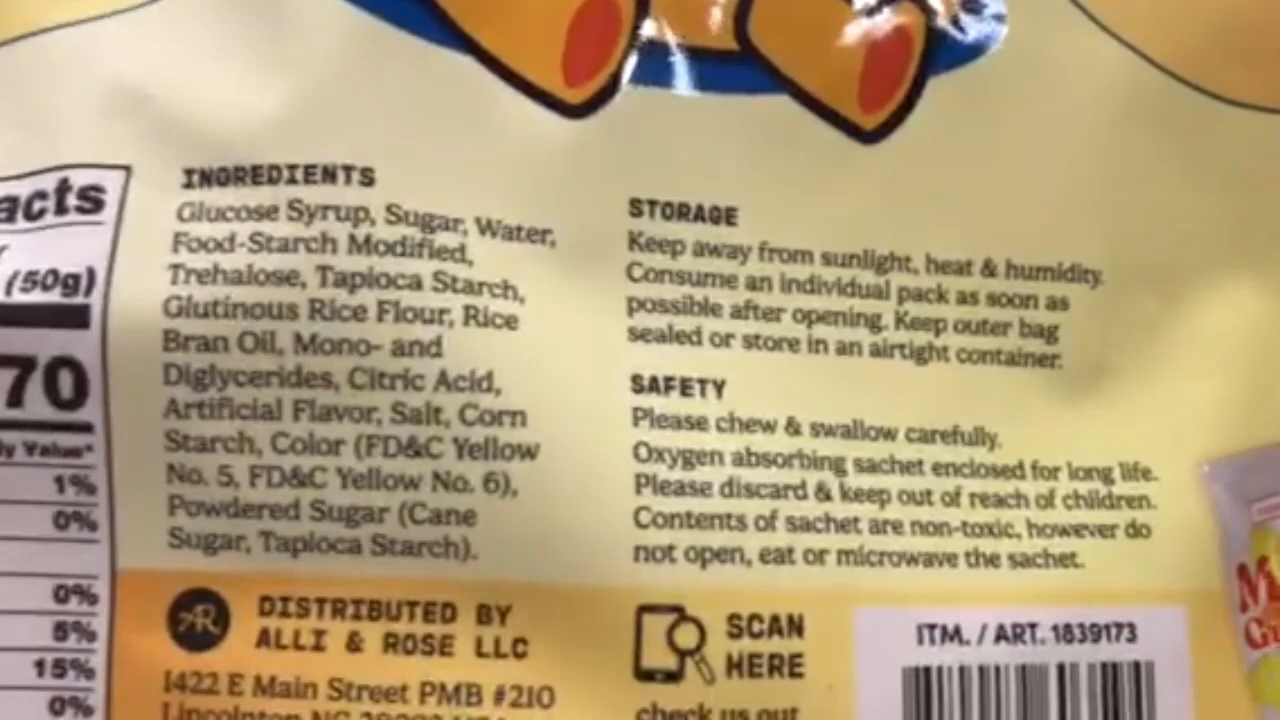 acts
(50g)
70
ly Value*
1%
0%
0%
5%
15%
0%
INGREDIENTS
Glucose Syrup, Sugar, Water,
Food-Starch Modified,
Trehalose, Tapioca Starch,
Glutinous Rice Flour, Rice
Bran Oil, Mono- and
Diglycerides, Citric Acid,
Artificial Flavor, Salt, Corn
Starch, Color (FD&C Yellow
No. 5, FD&C Yellow No. 6),
Powdered Sugar (Cane
Sugar, Tapioca Starch).
STORAGE
Keep away from sunlight, heat & humidity.
Consume an individual pack as soon as
possible after opening. Keep outer bag
sealed or store in an airtight container.
SAFETY
Please chew & swallow carefully.
Oxygen absorbing sachet enclosed for long life.
Please discard & keep out of reach of children.
Contents of sachet are non-toxic, however do
not open, eat or microwave the sachet.
DISTRIBUTED BY
ALLI & ROSE LLC
1422 E Main Street PMB #210
Lincolnton NC
SCAN
HERE
check us out
ITM. / ART. 1839173